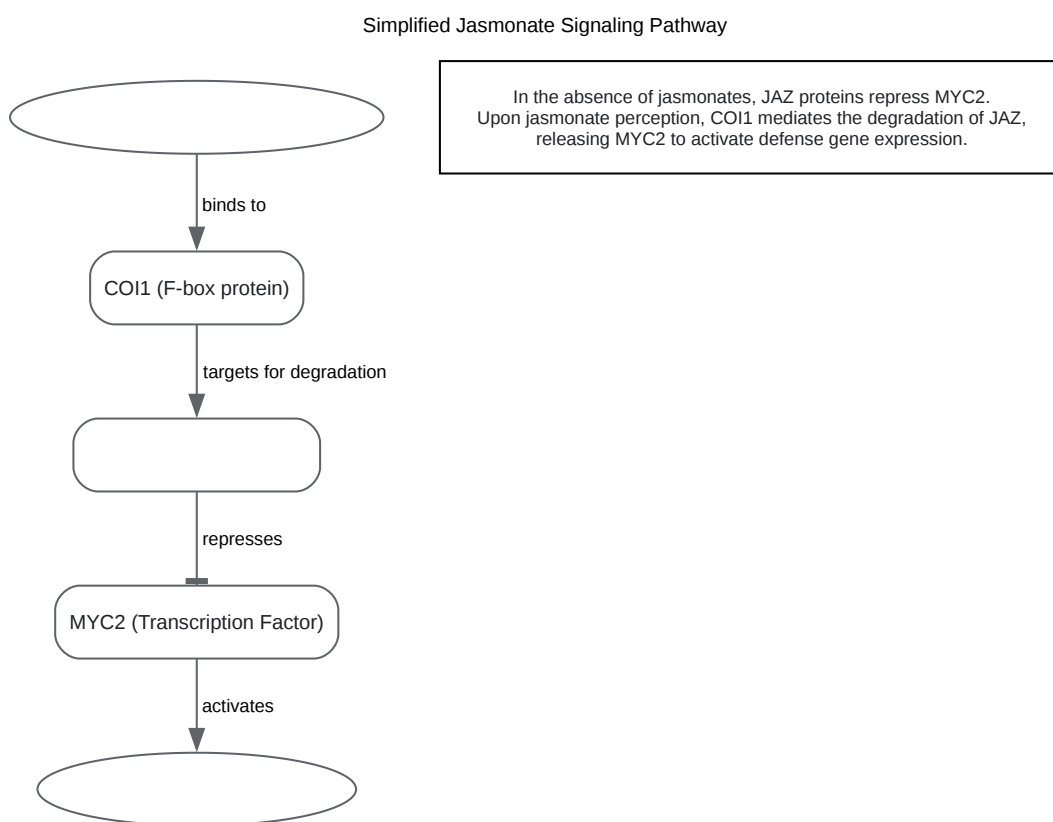 Simplified Jasmonate Signaling Pathway
In the absence of jasmonates, JAZ proteins repress MYC2.
Upon jasmonate perception, COI1 mediates the degradation of JAZ,
releasing MYC2 to activate defense gene expression.
binds to
COI1 (F-box protein)
targets for degradation
represses
MYC2 (Transcription Factor)
activates